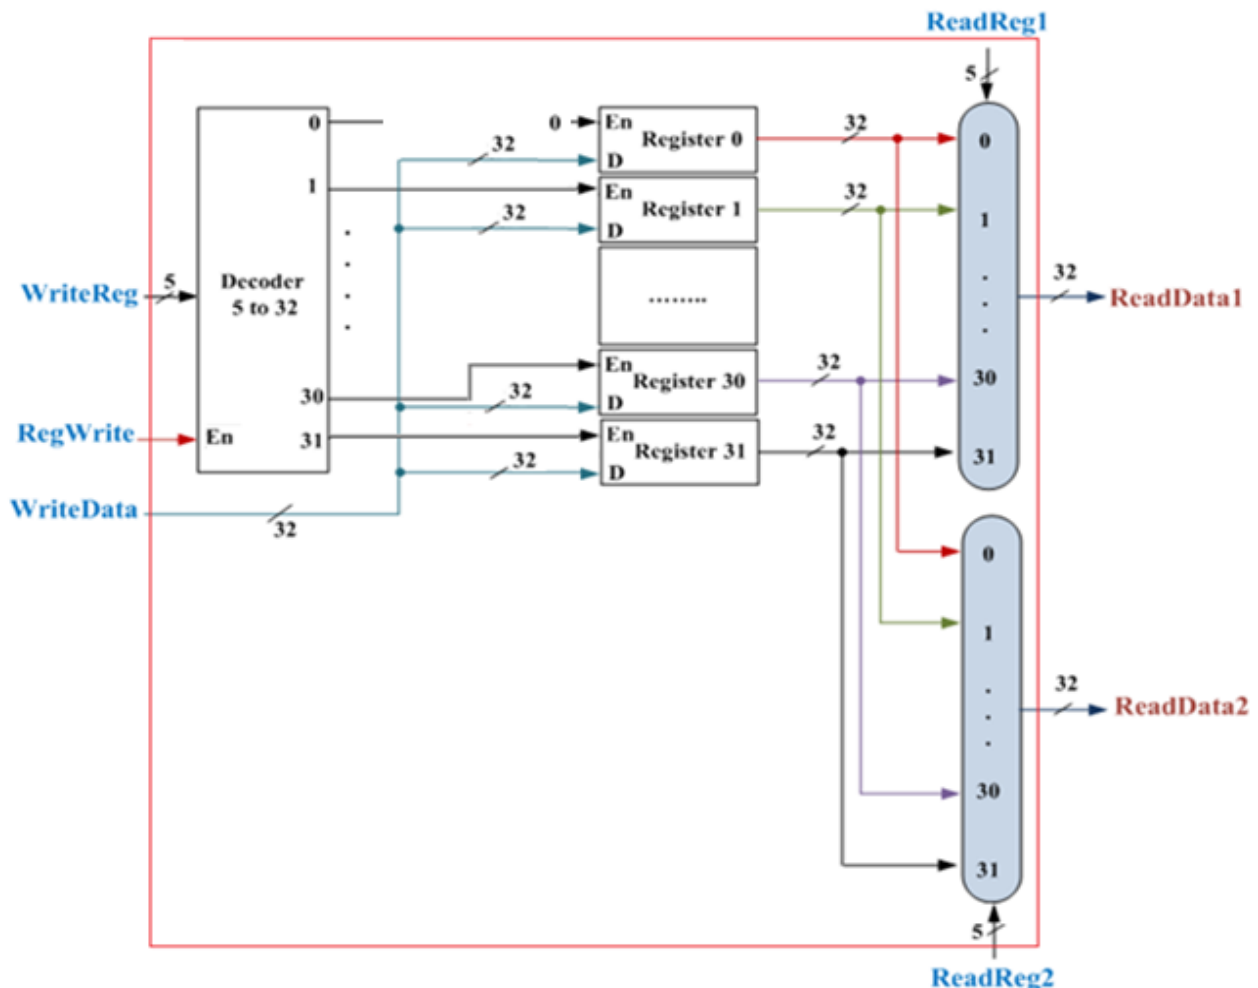 ReadReg1
5
0
0
En
Register 0
D
32
32
0
1
32
En
Register 1
D
32
1
WriteReg
5
Decoder
5 to 32
........
32
ReadData1
30
32
En
Register 30
D
32
30
RegWrite
En
31
32
En
Register 31
D
32
31
WriteData
32
0
1
32
ReadData2
30
31
5
ReadReg2